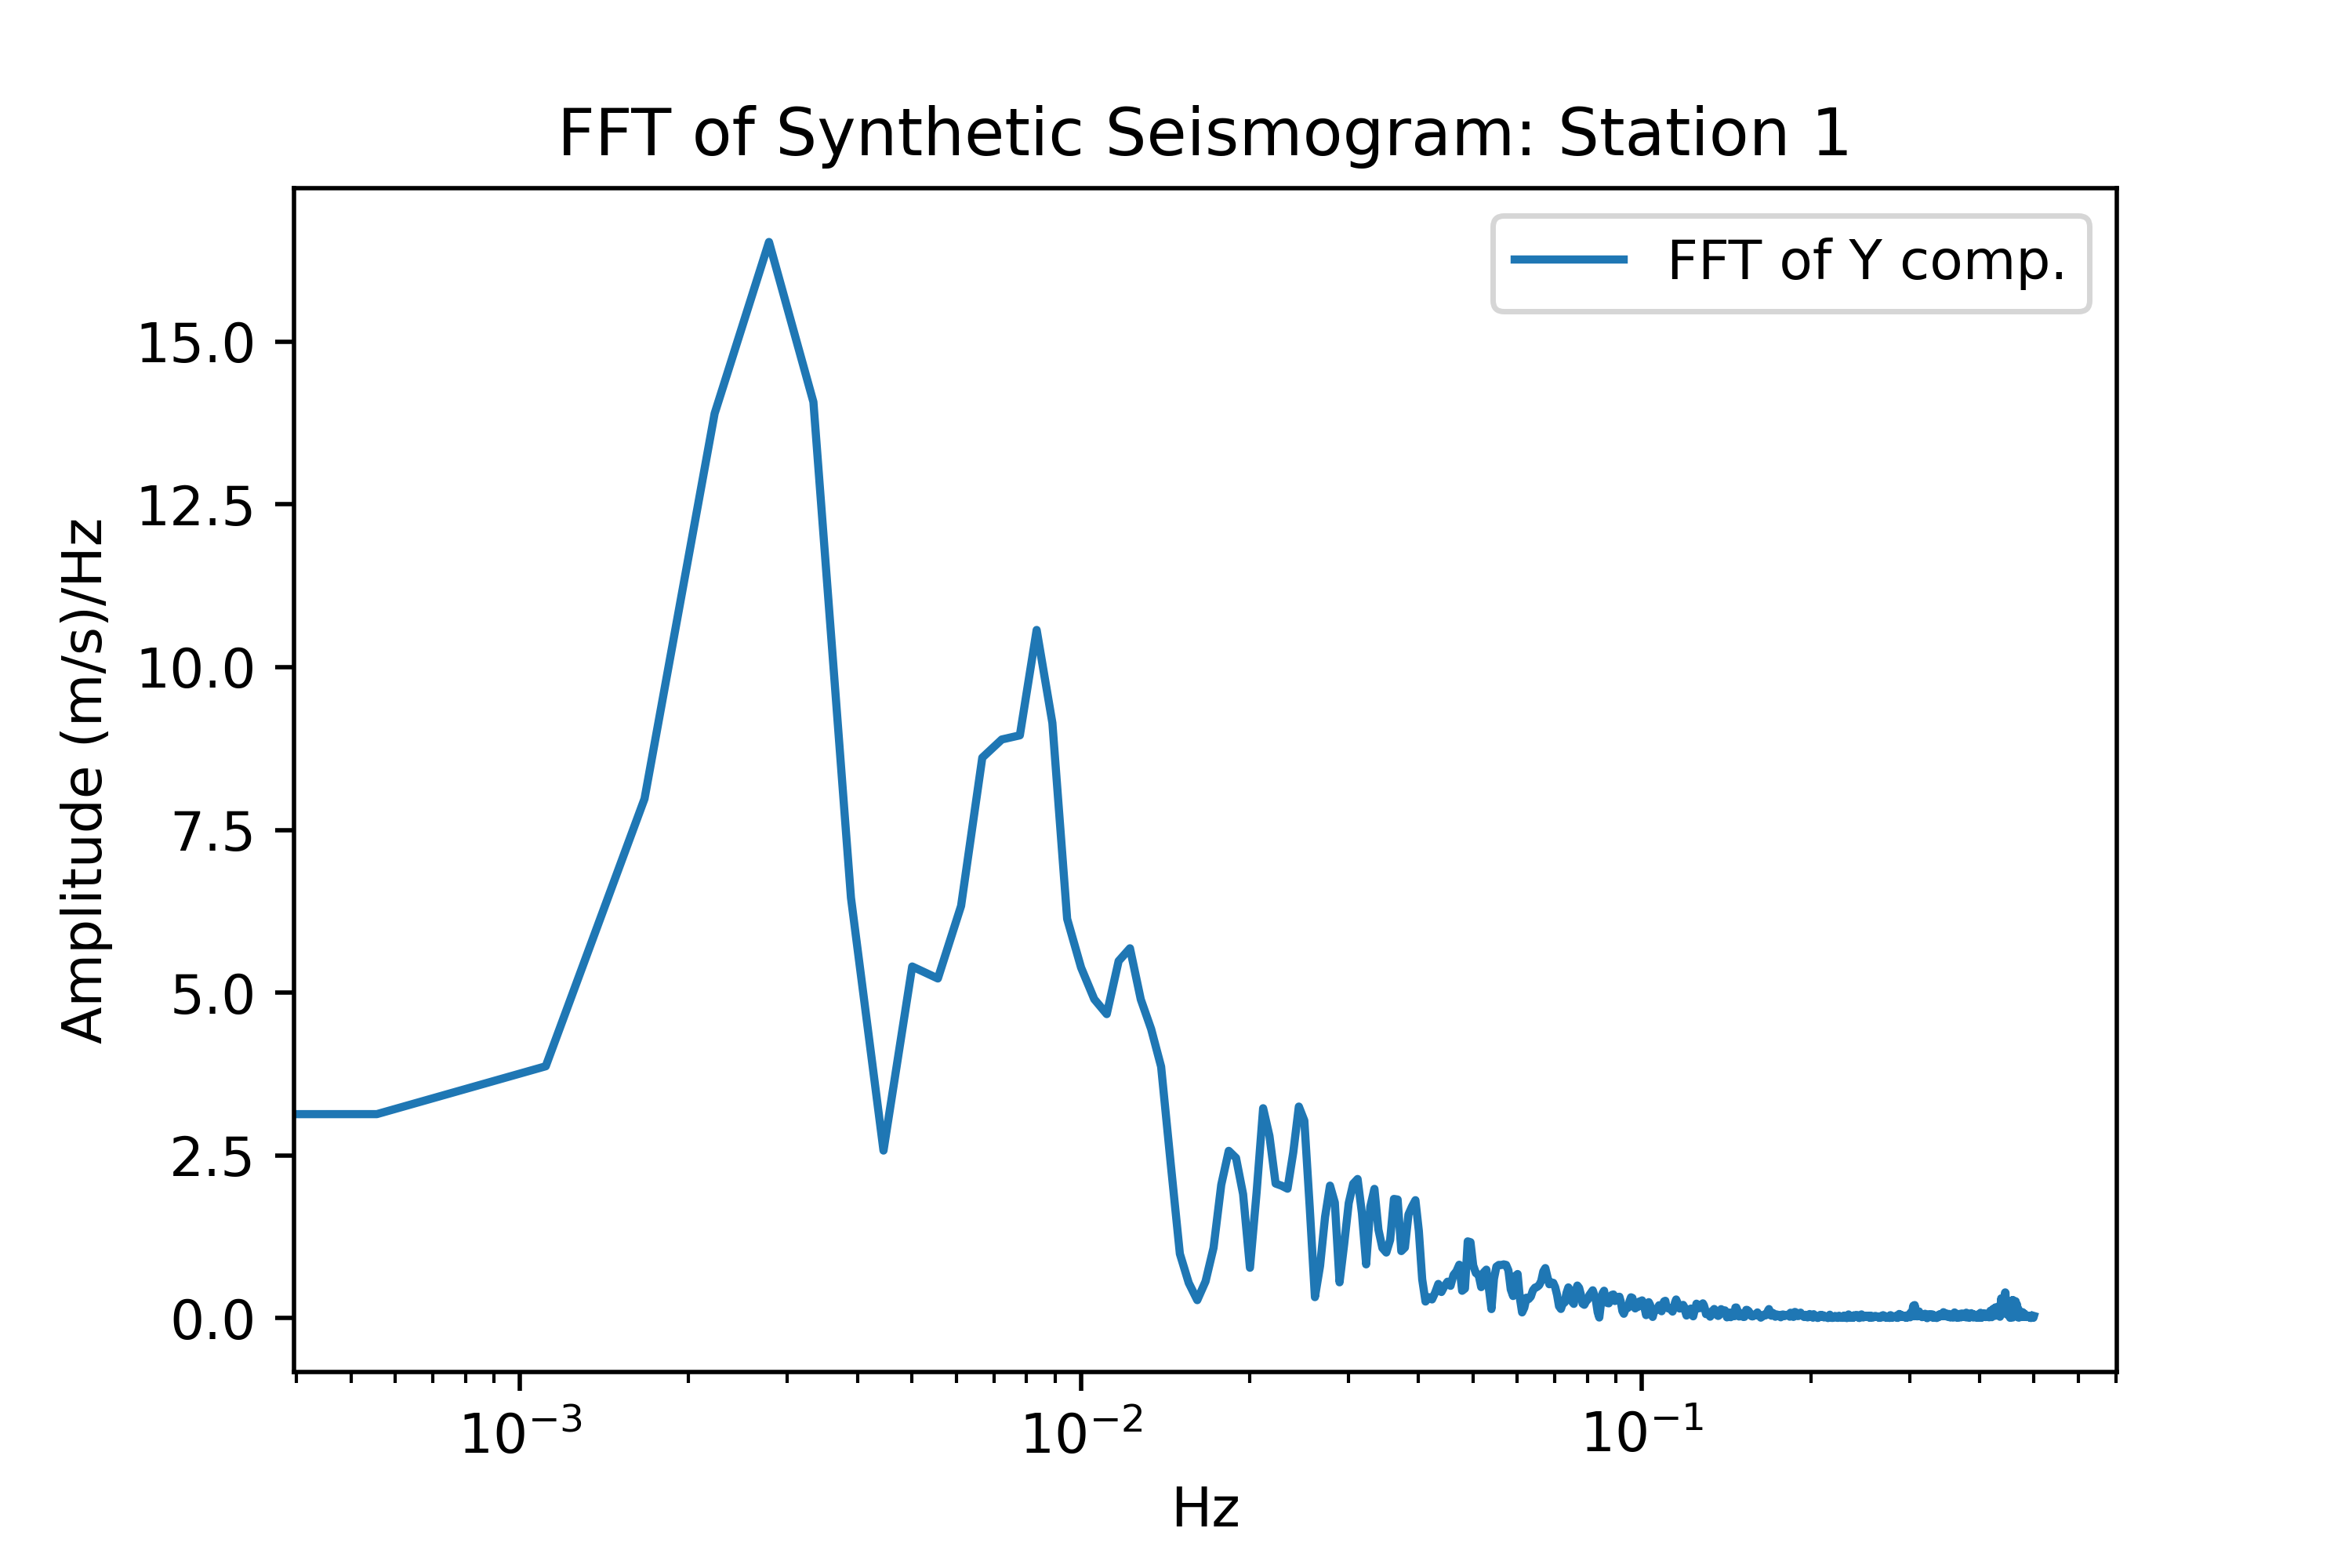 FFT of Synthetic Seismogram: Station 1
FFT of Y comp.
Amplitude (m/s)/Hz
15.0
12.5
10.0
7.5
5.0
2.5
0.0
10⁻³ 10⁻² 10⁻¹
Hz